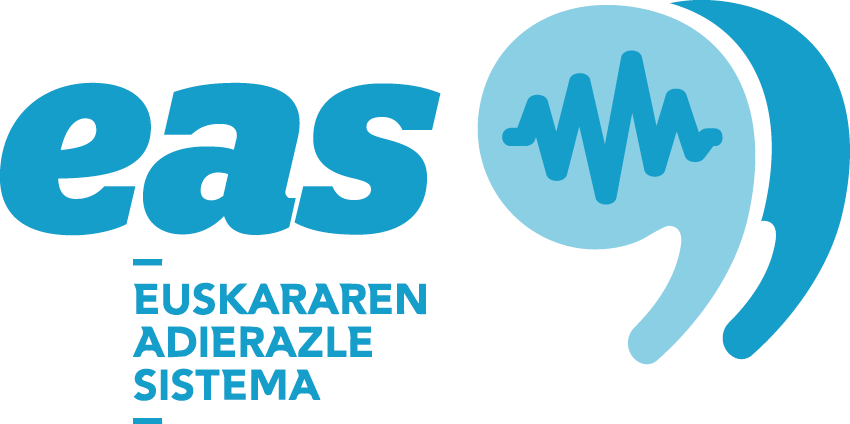 eas
EUSKARAREN
ADIERAZLE
SISTEMA